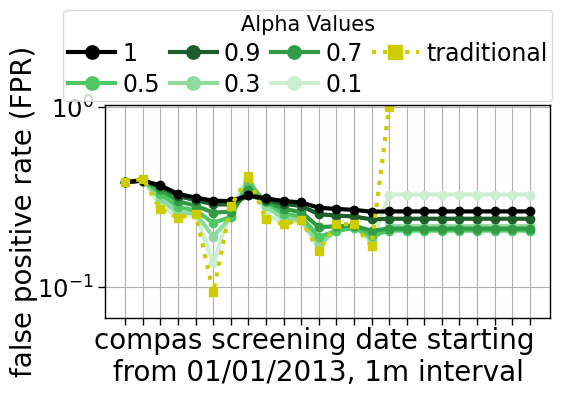 Alpha Values
1 0.9 0.7 traditional
0.5 0.3 0.1
false positive rate (FPR)
10⁰
10⁻¹
compas screening date starting
from 01/01/2013, 1m interval